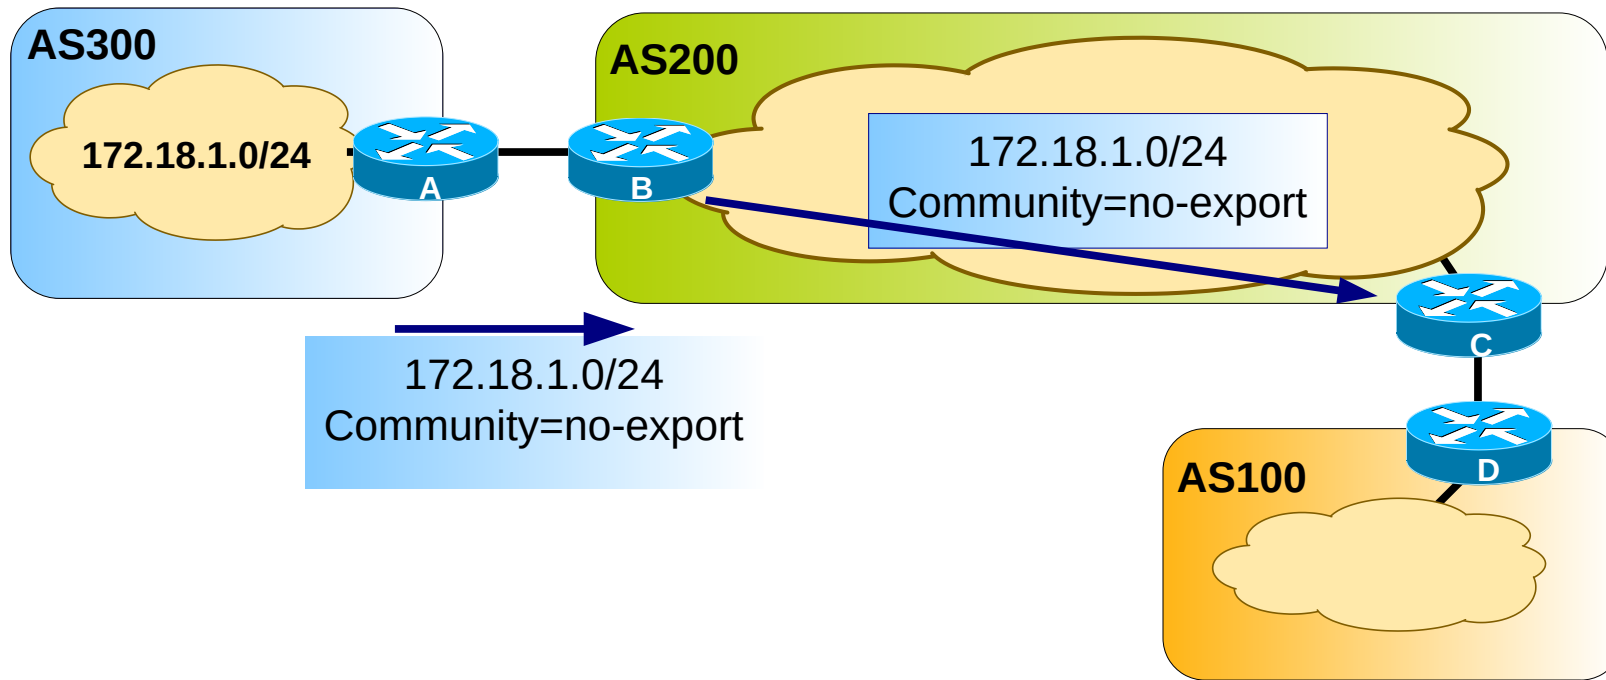 AS300
AS200
172.18.1.0/24
Community=no-export
172.18.1.0/24
A
B
C
172.18.1.0/24
Community=no-export
D
AS100